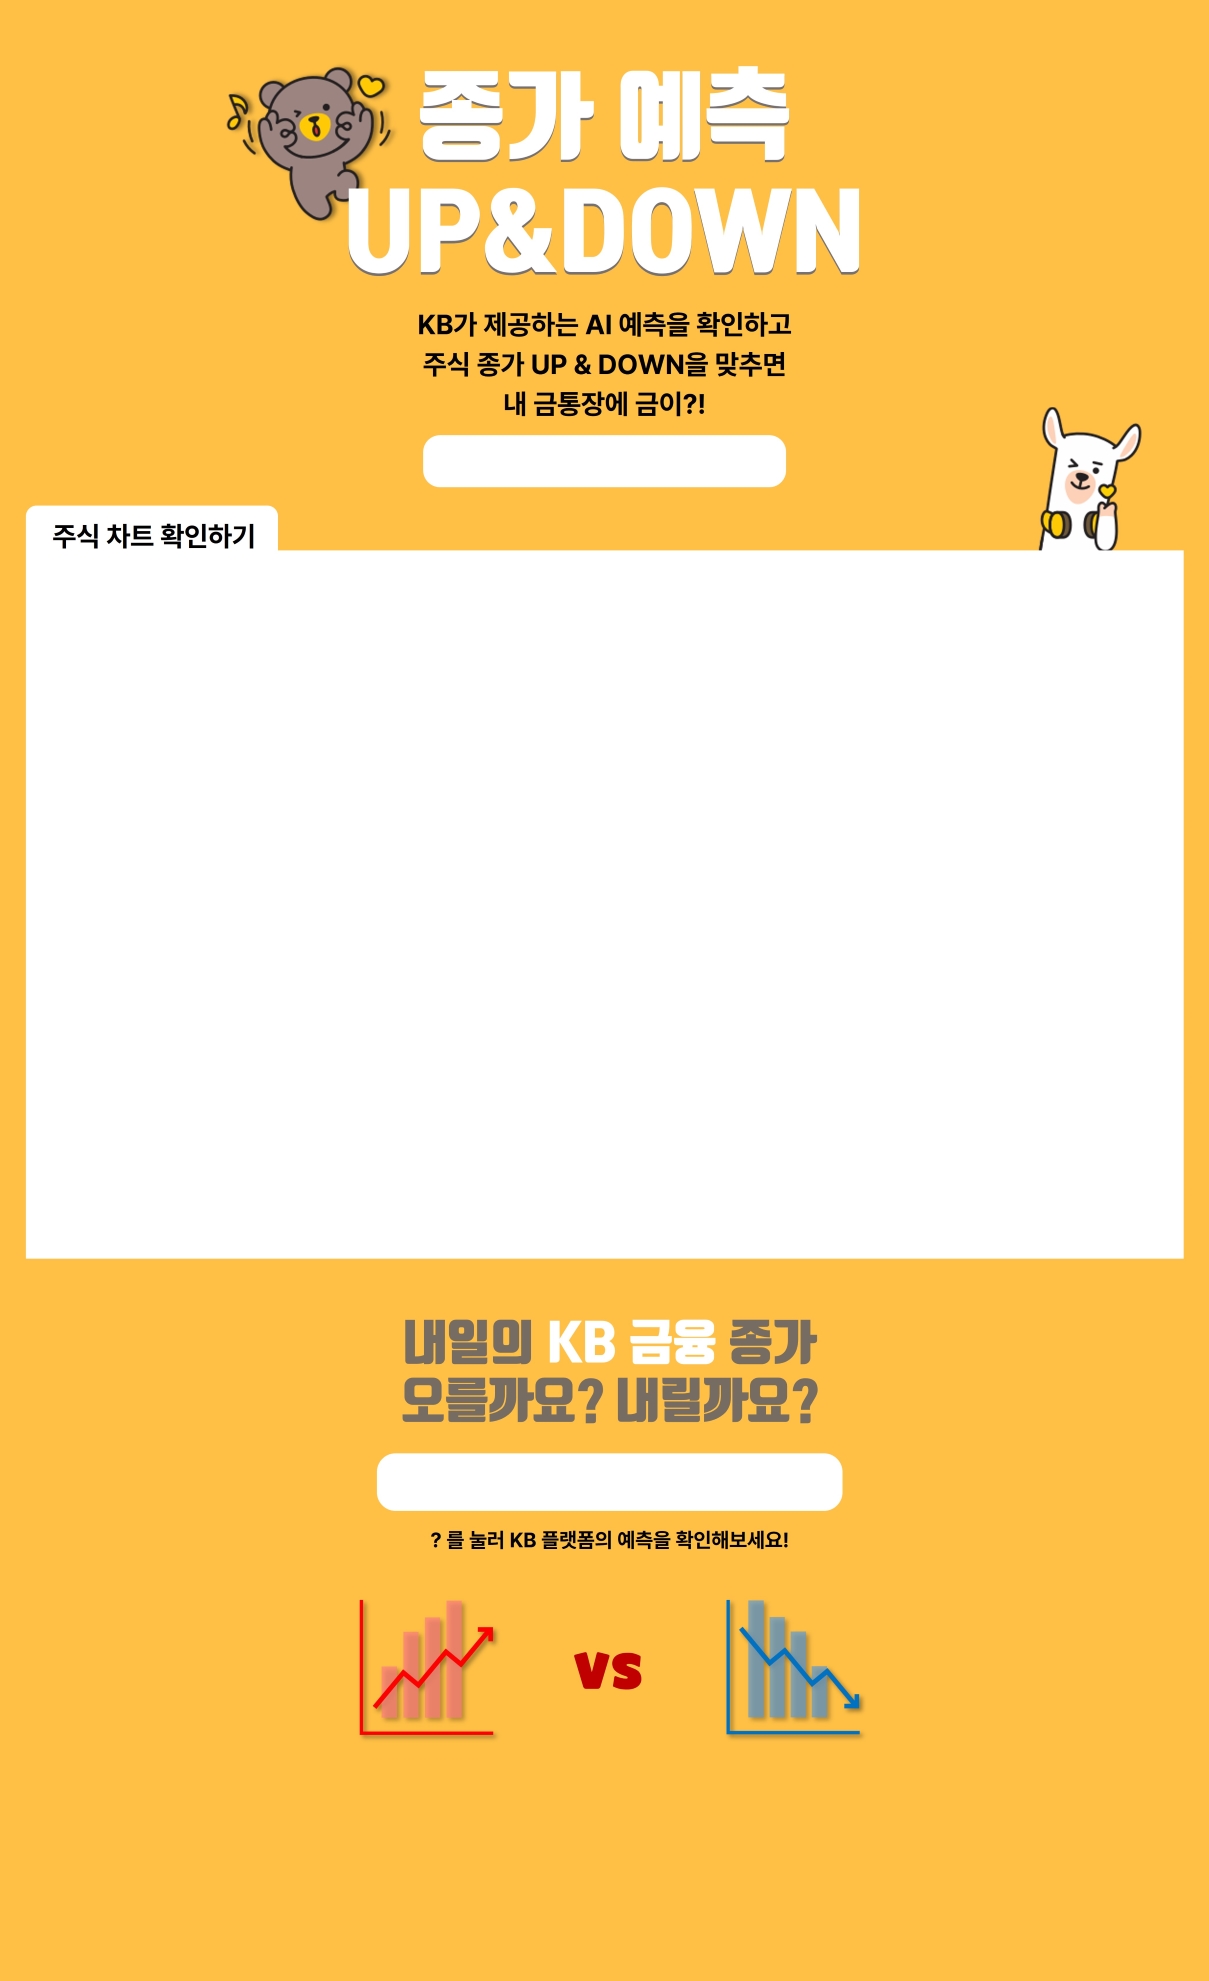 종가 예측
UP&DOWN
KB가 제공하는 AI 예측을 확인하고
주식 종가 UP & DOWN을 맞추면
내 금통장에 금이?!
주식 차트 확인하기
내일의 KB 금융 종가
오를까요? 내릴까요?
? 를 눌러 KB 플랫폼의 예측을 확인해보세요!
vs